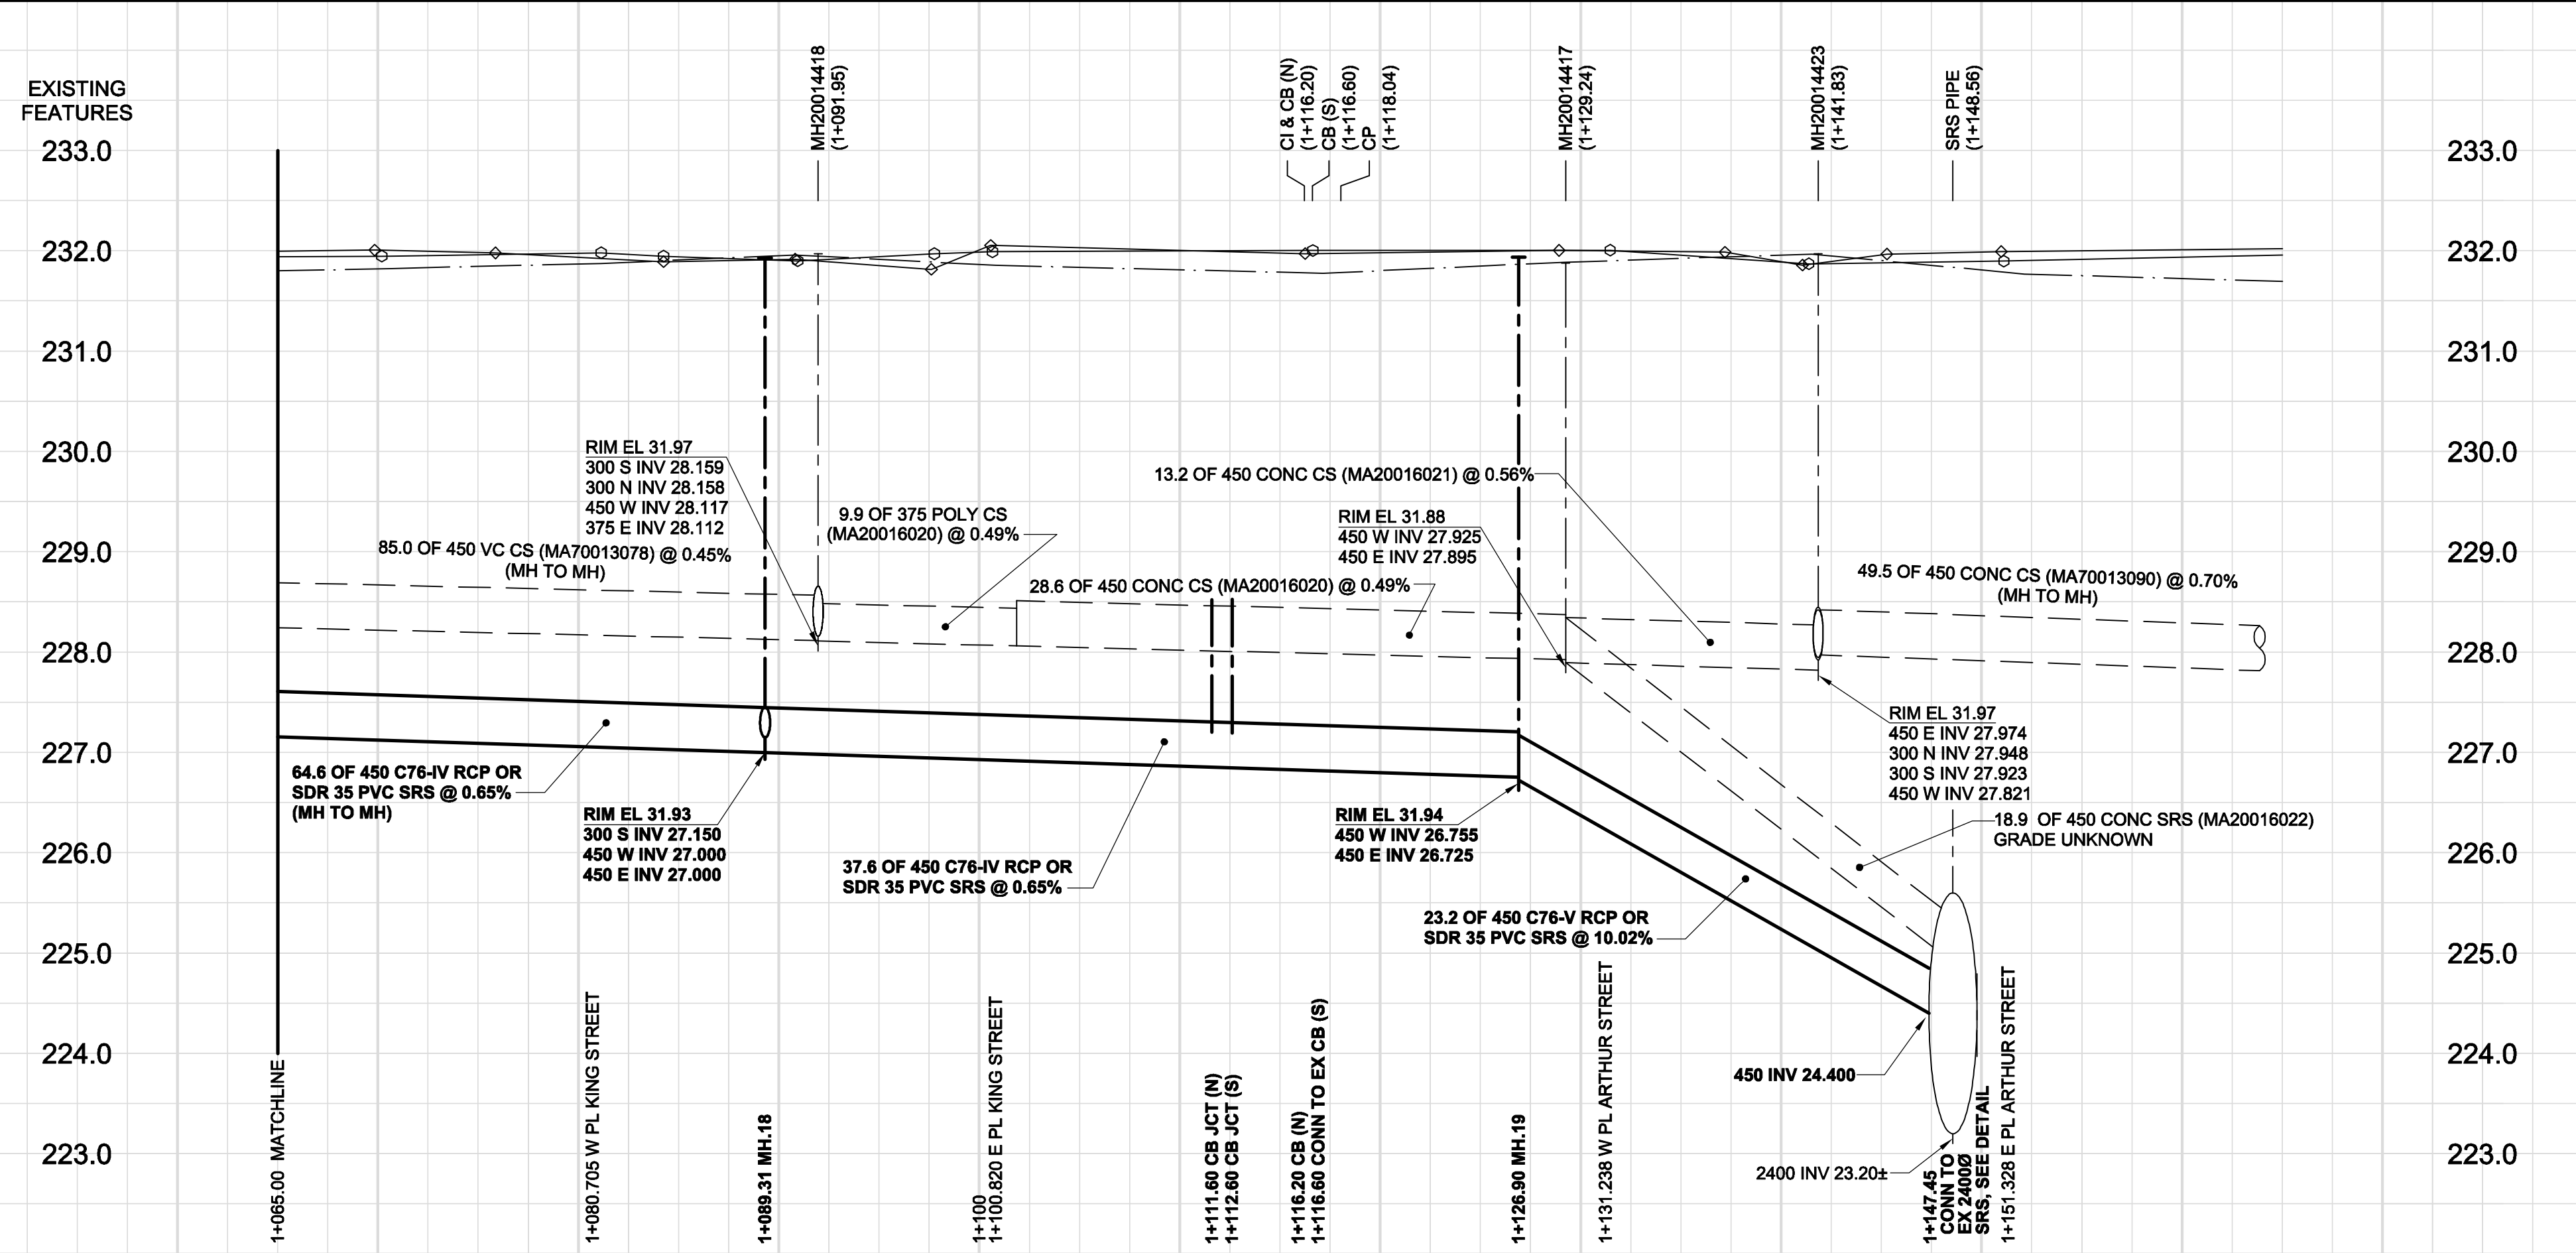 EXISTING
FEATURES
233.0
232.0
231.0
230.0
229.0
228.0
227.0
226.0
225.0
224.0
223.0
MH20014418
(1+091.95)
CI & CB (N)
(1+116.20)
CB (S)
(1+116.60)
CP
(1+118.04)
MH20014417
(1+129.24)
MH20014423
(1+141.83)
SRS PIPE
(1+148.56)
RIM EL 31.97
300 S INV 28.159
300 N INV 28.158
450 W INV 28.117
375 E INV 28.112
85.0 OF 450 VC CS (MA70013078) @ 0.45%
(MH TO MH)
9.9 OF 375 POLY CS
(MA20016020) @ 0.49%
28.6 OF 450 CONC CS (MA20016020) @ 0.49%
13.2 OF 450 CONC CS (MA20016021) @ 0.56%
RIM EL 31.88
450 W INV 27.925
450 E INV 27.895
49.5 OF 450 CONC CS (MA70013090) @ 0.70%
(MH TO MH)
RIM EL 31.97
450 E INV 27.974
300 N INV 27.948
300 S INV 27.923
450 W INV 27.821
18.9 OF 450 CONC SRS (MA20016022)
GRADE UNKNOWN
64.6 OF 450 C76-IV RCP OR
SDR 35 PVC SRS @ 0.65%
(MH TO MH)
RIM EL 31.93
300 S INV 27.150
450 W INV 27.000
450 E INV 27.000
37.6 OF 450 C76-IV RCP OR
SDR 35 PVC SRS @ 0.65%
RIM EL 31.94
450 W INV 26.755
450 E INV 26.725
23.2 OF 450 C76-V RCP OR
SDR 35 PVC SRS @ 10.02%
450 INV 24.400
2400 INV 23.20±
1+065.00 MATCHLINE
1+080.705 W PL KING STREET
1+089.31 MH.18
1+100
1+100.820 E PL KING STREET
1+111.60 CB JCT (N)
1+112.60 CB JCT (S)
1+116.20 CB (N)
1+116.60 CONN TO EX CB (S)
1+126.90 MH.19
1+131.238 W PL ARTHUR STREET
1+147.45
CONN TO
EX 2400Ø
SRS, SEE DETAIL
1+151.328 E PL ARTHUR STREET
233.0
232.0
231.0
230.0
229.0
228.0
227.0
226.0
225.0
224.0
223.0